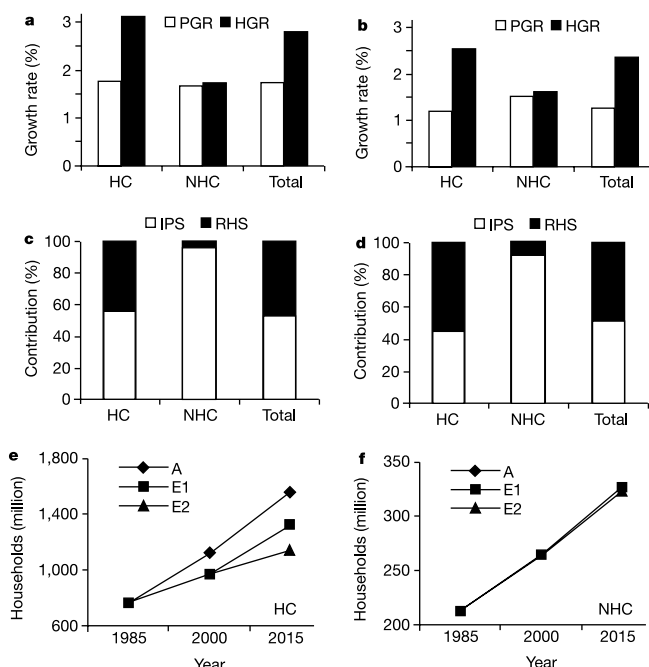 a
PGR HGR
Growth rate (%)
3
2
1
0
HC NHC Total
b
PGR HGR
Growth rate (%)
3
2
1
0
HC NHC Total
c
IPS RHS
Contribution (%)
100
80
60
40
20
0
HC NHC Total
d
IPS RHS
Contribution (%)
100
80
60
40
20
0
HC NHC Total
e
Households (million)
1,800
1,400
1,000
600
A
E1
E2
HC
1985 2000 2015
Year
f
Households (million)
350
300
250
200
A
E1
E2
NHC
1985 2000 2015
Year